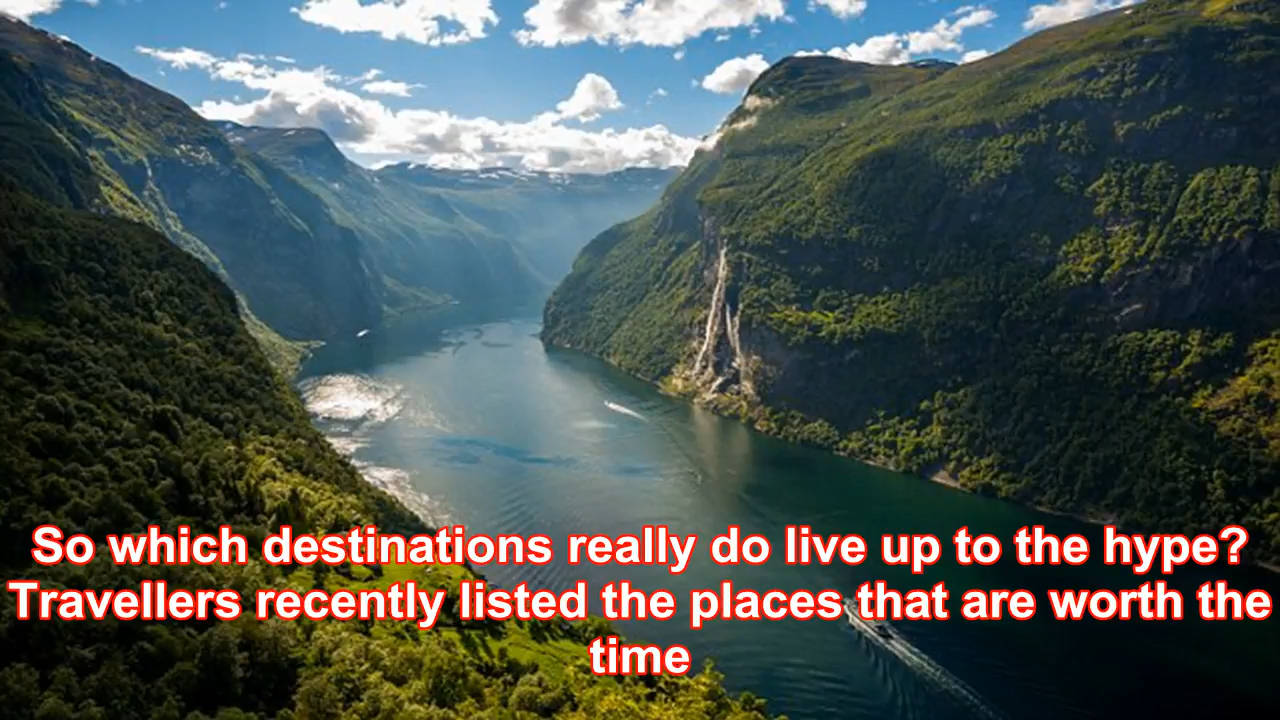 So which destinations really do live up to the hype?
Travellers recently listed the places that are worth the
time